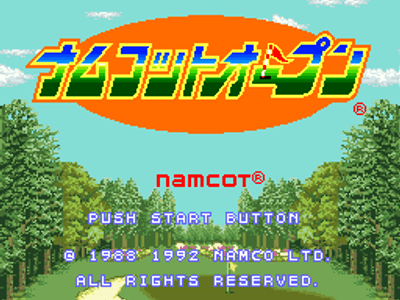 ナムコットオープン
®
namcot®
PUSH START BUTTON
© 1988 1992 NAMCO LTD.
ALL RIGHTS RESERVED.